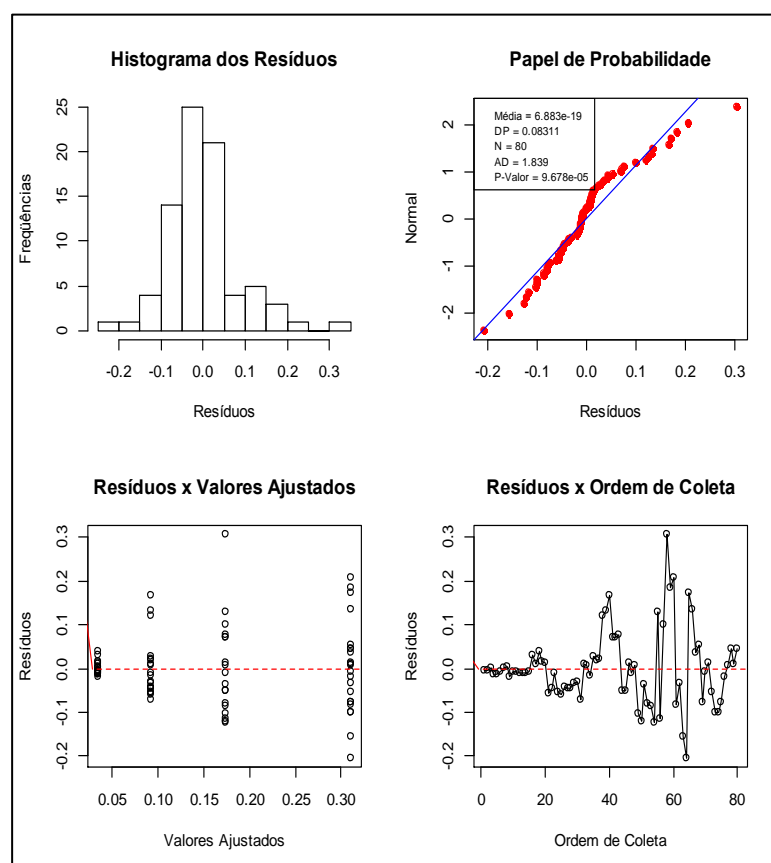 Histograma dos Resíduos
Freqüências
25
20
15
10
5
0
-0.2
-0.1
0.0
0.1
0.2
0.3
Resíduos
Papel de Probabilidade
Média = 6.883e-19
DP = 0.08311
N = 80
AD = 1.839
P-Valor = 9.678e-05
Normal
2
1
0
-1
-2
-0.2
-0.1
0.0
0.1
0.2
0.3
Resíduos
Resíduos x Valores Ajustados
Resíduos
0.3
0.2
0.1
0.0
-0.1
-0.2
0.05
0.10
0.15
0.20
0.25
0.30
Valores Ajustados
Resíduos x Ordem de Coleta
Resíduos
0.3
0.2
0.1
0.0
-0.1
-0.2
0
20
40
60
80
Ordem de Coleta